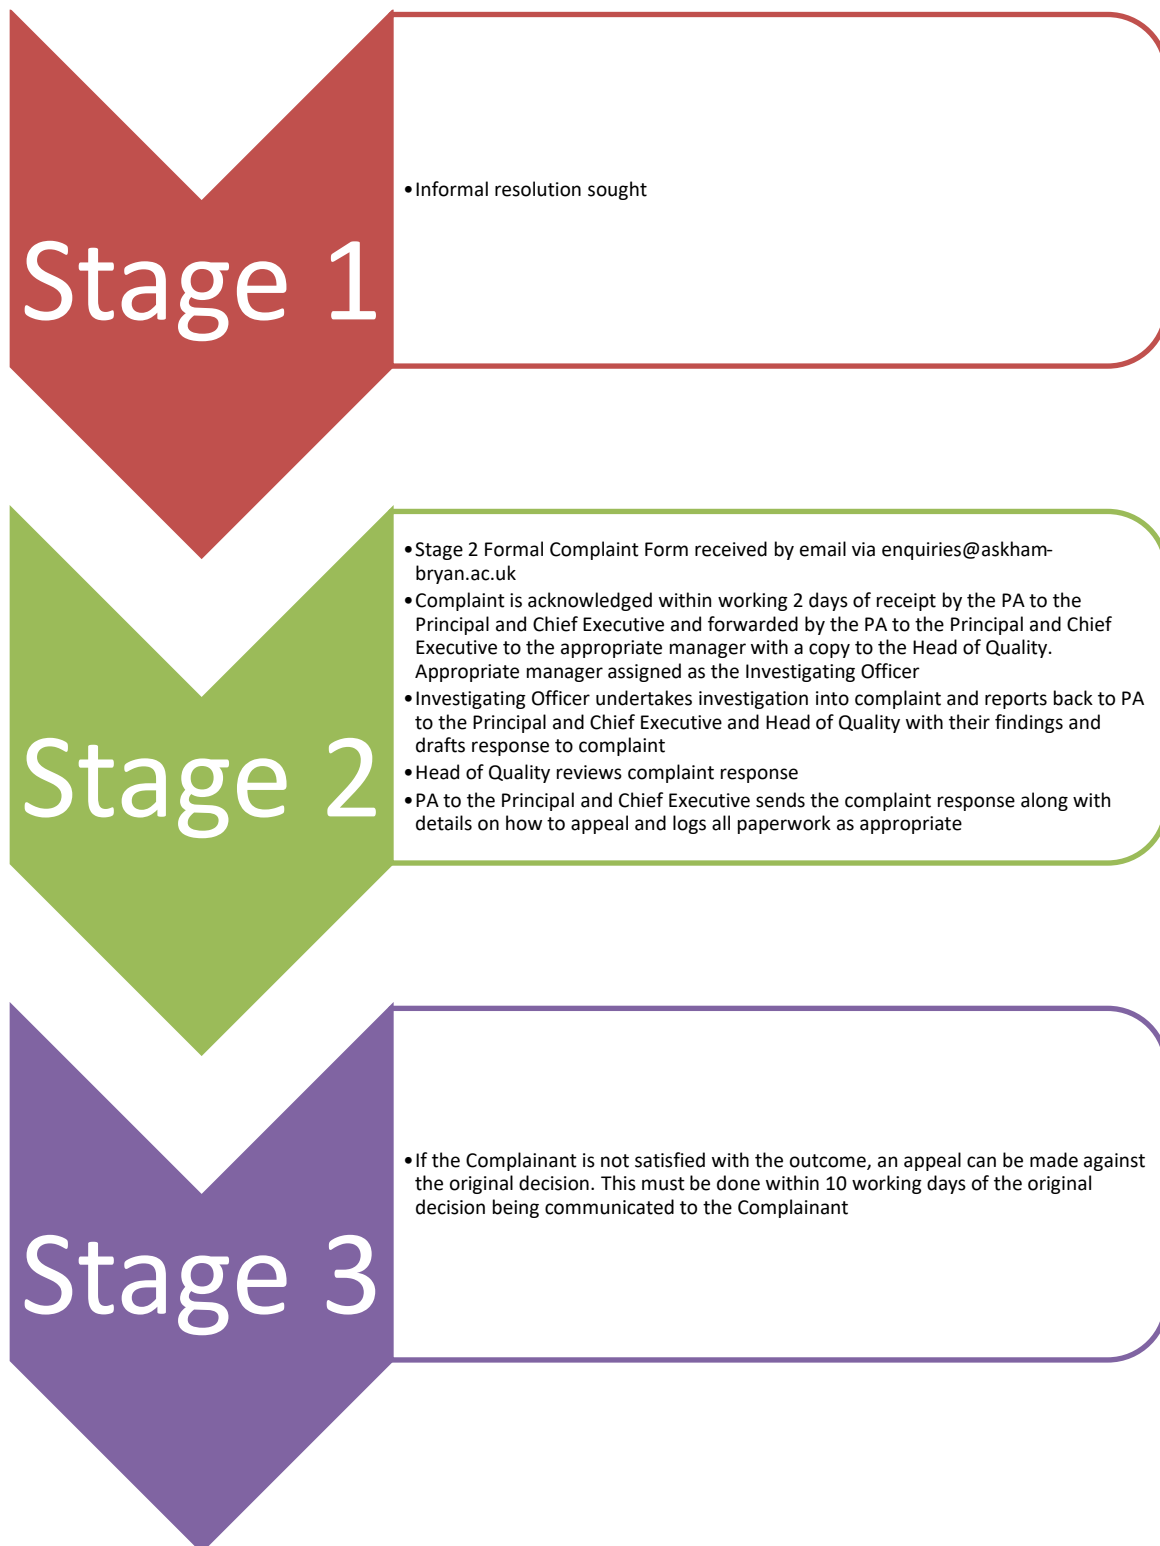 Stage 1
•Informal resolution sought
Stage 2
•Stage 2 Formal Complaint Form received by email via enquiries@askham-
bryan.ac.uk
•Complaint is acknowledged within working 2 days of receipt by the PA to the
Principal and Chief Executive and forwarded by the PA to the Principal and Chief
Executive to the appropriate manager with a copy to the Head of Quality.
Appropriate manager assigned as the Investigating Officer
•Investigating Officer undertakes investigation into complaint and reports back to PA
to the Principal and Chief Executive and Head of Quality with their findings and
drafts response to complaint
•Head of Quality reviews complaint response
•PA to the Principal and Chief Executive sends the complaint response along with
details on how to appeal and logs all paperwork as appropriate
Stage 3
•If the Complainant is not satisfied with the outcome, an appeal can be made against
the original decision. This must be done within 10 working days of the original
decision being communicated to the Complainant